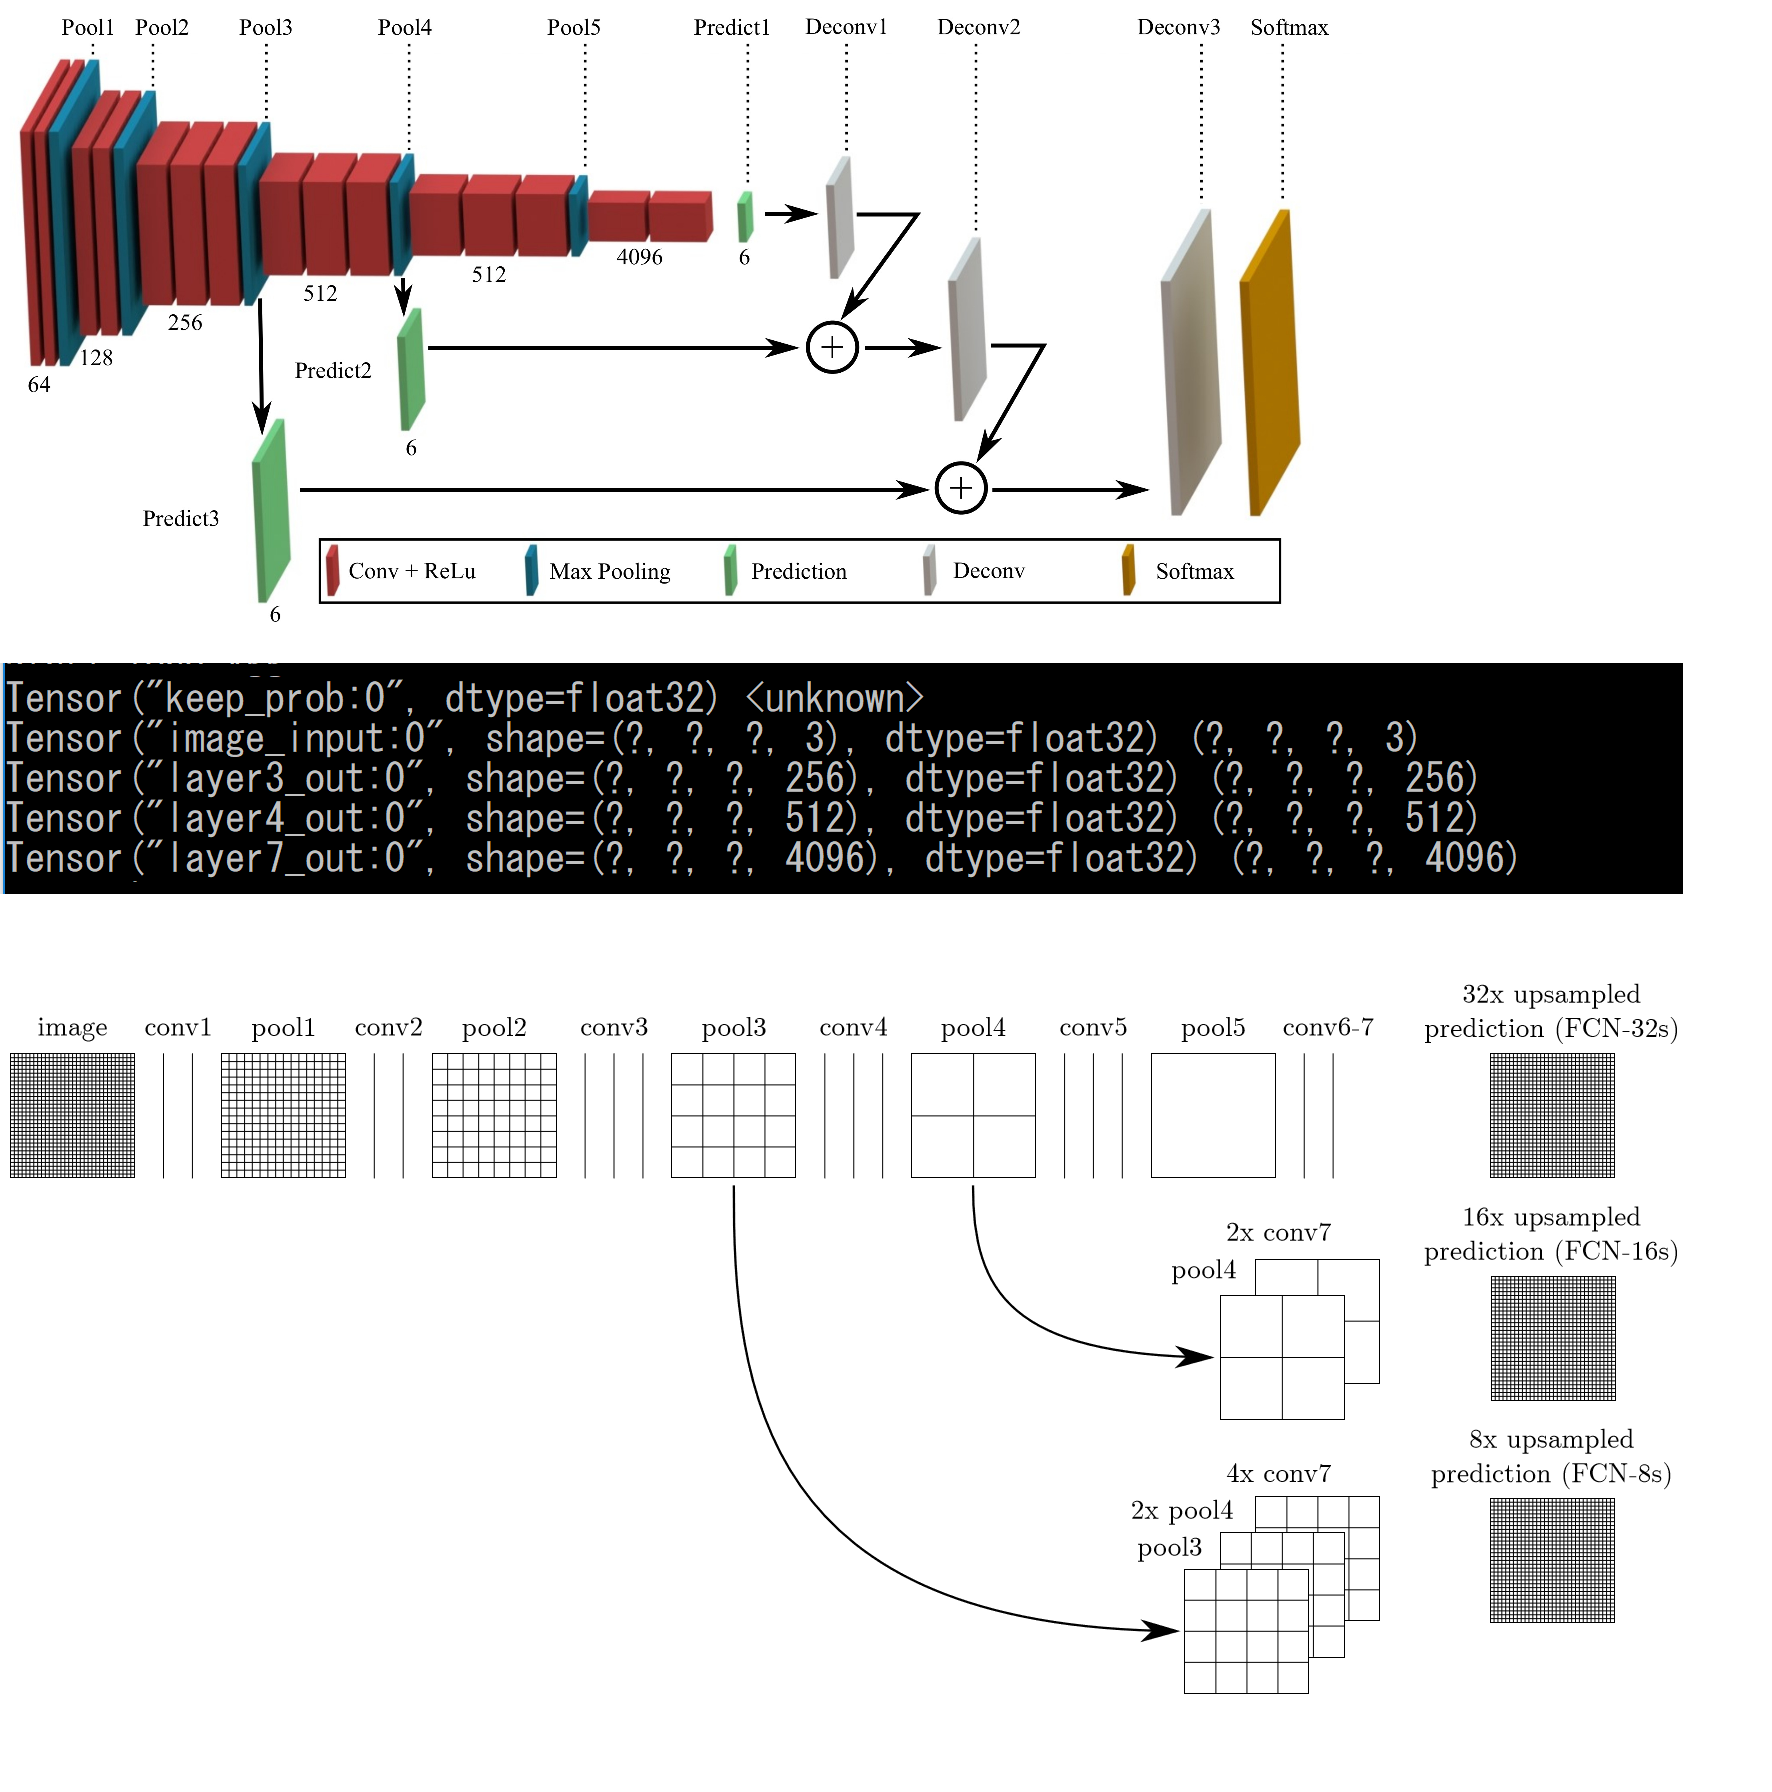 Pool1 Pool2 Pool3 Pool4 Pool5 Predict1 Deconv1 Deconv2 Deconv3 Softmax
4096
6
512
512
256
128
64
Predict2
6
Predict3
6
Conv + ReLu Max Pooling Prediction Deconv Softmax
Tensor("keep_prob:0", dtype=float32) <unknown>
Tensor("image_input:0", shape=(?, ?, ?, 3), dtype=float32) (?, ?, ?, 3)
Tensor("layer3_out:0", shape=(?, ?, ?, 256), dtype=float32) (?, ?, ?, 256)
Tensor("layer4_out:0", shape=(?, ?, ?, 512), dtype=float32) (?, ?, ?, 512)
Tensor("layer7_out:0", shape=(?, ?, ?, 4096), dtype=float32) (?, ?, ?, 4096)
32x upsampled
prediction (FCN-32s)
image conv1 pool1 conv2 pool2 conv3 pool3 conv4 pool4 conv5 pool5 conv6-7
16x upsampled
prediction (FCN-16s)
2x conv7
pool4
8x upsampled
prediction (FCN-8s)
4x conv7
2x pool4
pool3